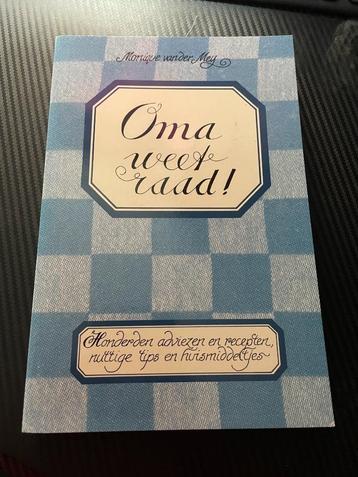 Monique van der Mey
Oma
weet
raad!
Honderden adviezen en recepten,
nuttige tips en huismiddeltjes